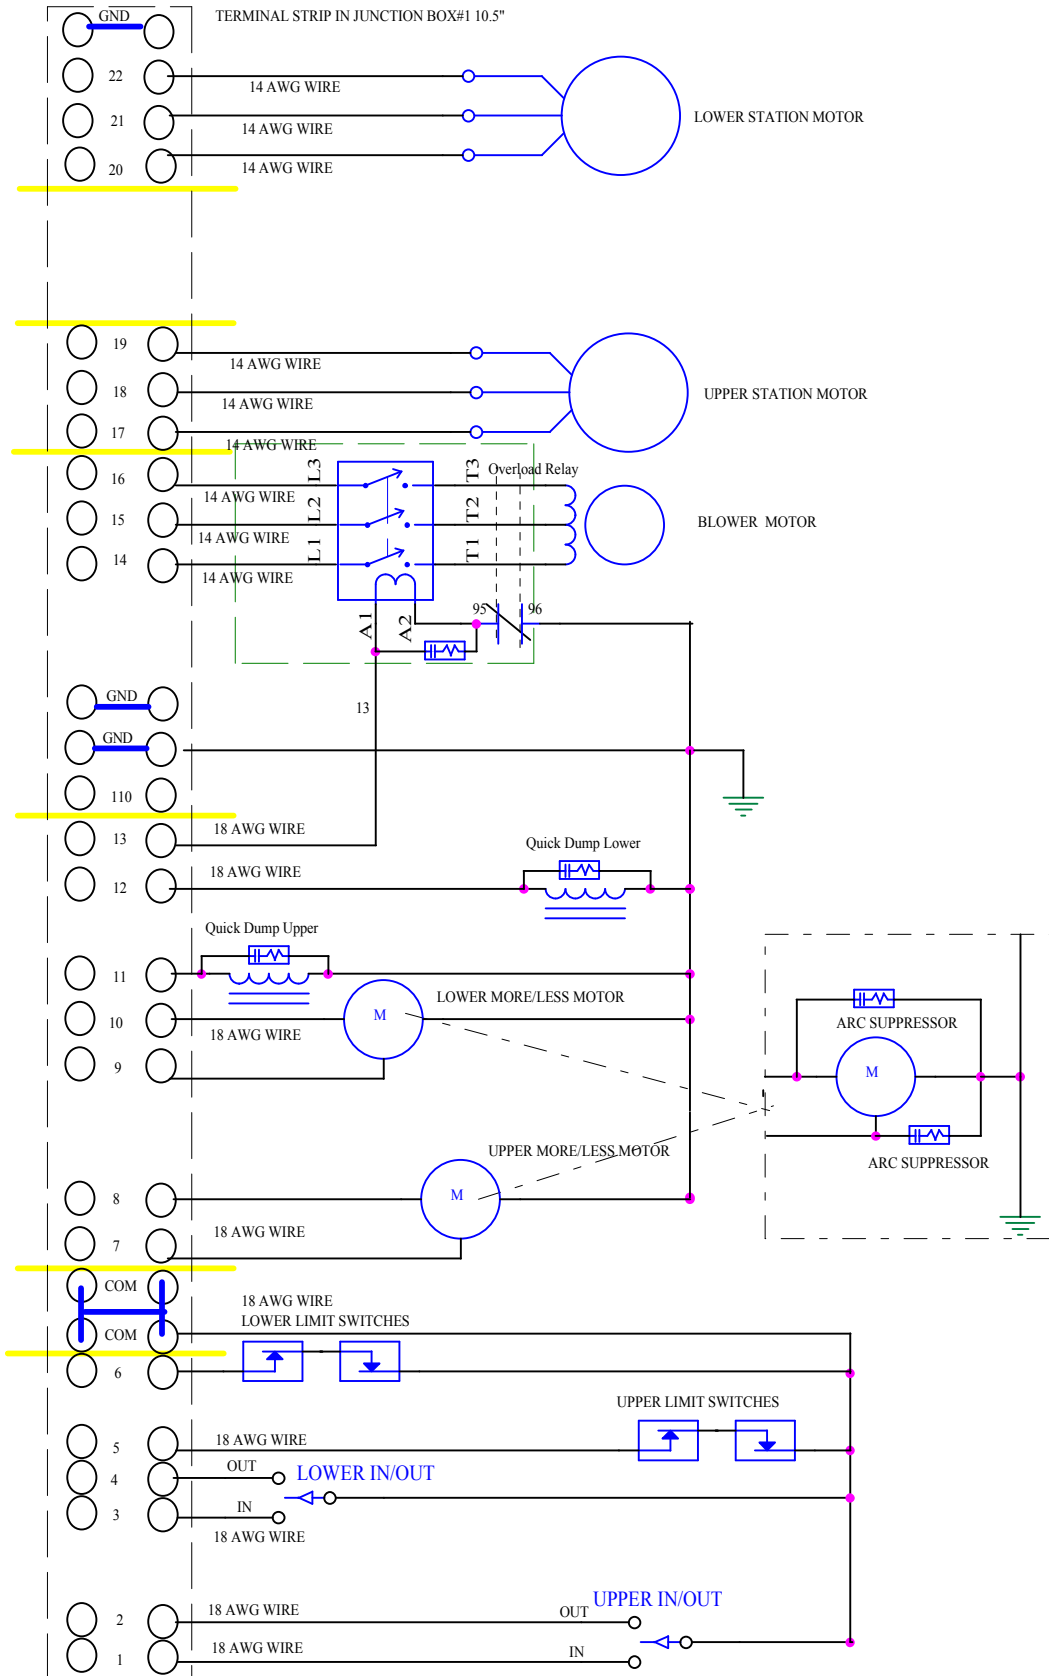 GND
TERMINAL STRIP IN JUNCTION BOX#1 10.5"
22
14 AWG WIRE
21
LOWER STATION MOTOR
14 AWG WIRE
20
14 AWG WIRE
19
14 AWG WIRE
18
UPPER STATION MOTOR
14 AWG WIRE
17
14 AWG WIRE
L3
T3
Overload Relay
16
14 AWG WIRE
L2
T2
15
BLOWER MOTOR
14 AWG WIRE
L1
T1
14
14 AWG WIRE
A1
A2
95
96
GND
13
GND
110
18 AWG WIRE
13
Quick Dump Lower
18 AWG WIRE
12
Quick Dump Upper
11
LOWER MORE/LESS MOTOR
10
M
18 AWG WIRE
ARC SUPPRESSOR
9
M
UPPER MORE/LESS MOTOR
ARC SUPPRESSOR
8
M
18 AWG WIRE
7
COM
18 AWG WIRE
LOWER LIMIT SWITCHES
COM
6
UPPER LIMIT SWITCHES
18 AWG WIRE
5
OUT
LOWER IN/OUT
4
IN
3
18 AWG WIRE
UPPER IN/OUT
18 AWG WIRE
OUT
2
18 AWG WIRE
IN
1